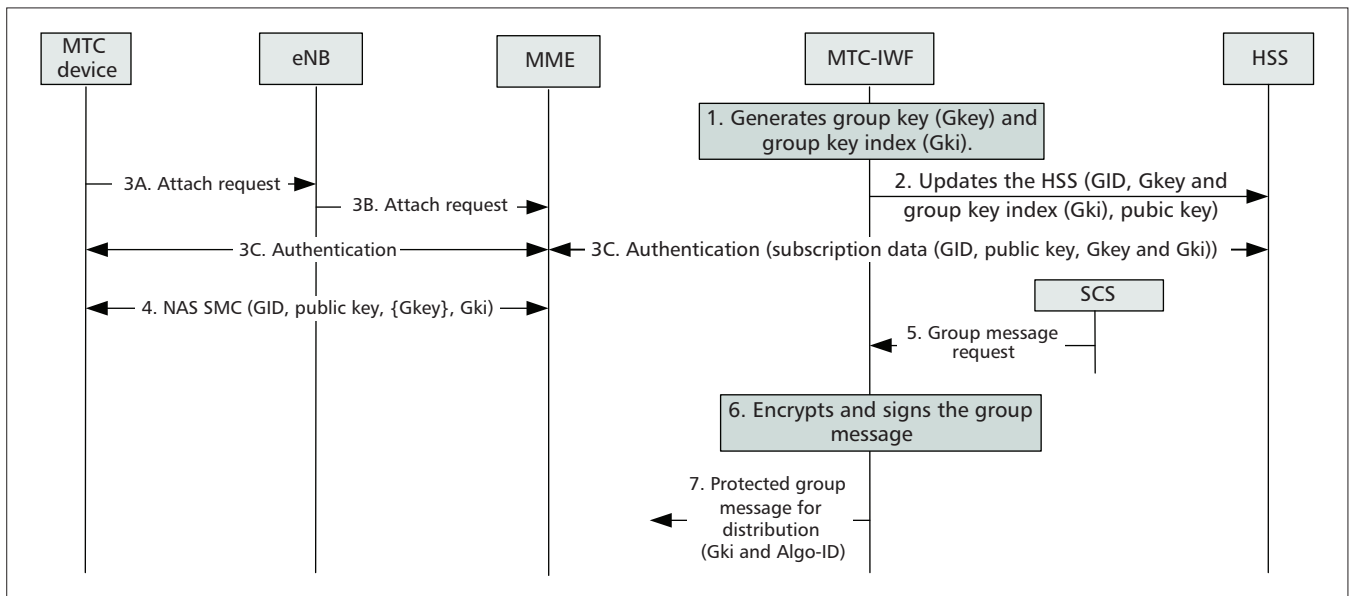 MTC
device
eNB
MME
MTC-IWF
HSS
1. Generates group key (Gkey) and
group key index (Gki).
3A. Attach request
2. Updates the HSS (GID, Gkey and
group key index (Gki), pubic key)
3B. Attach request
3C. Authentication
3C. Authentication (subscription data (GID, public key, Gkey and Gki))
SCS
4. NAS SMC (GID, public key, {Gkey}, Gki)
5. Group message
request
6. Encrypts and signs the group
message
7. Protected group
message for
distribution
(Gki and Algo-ID)